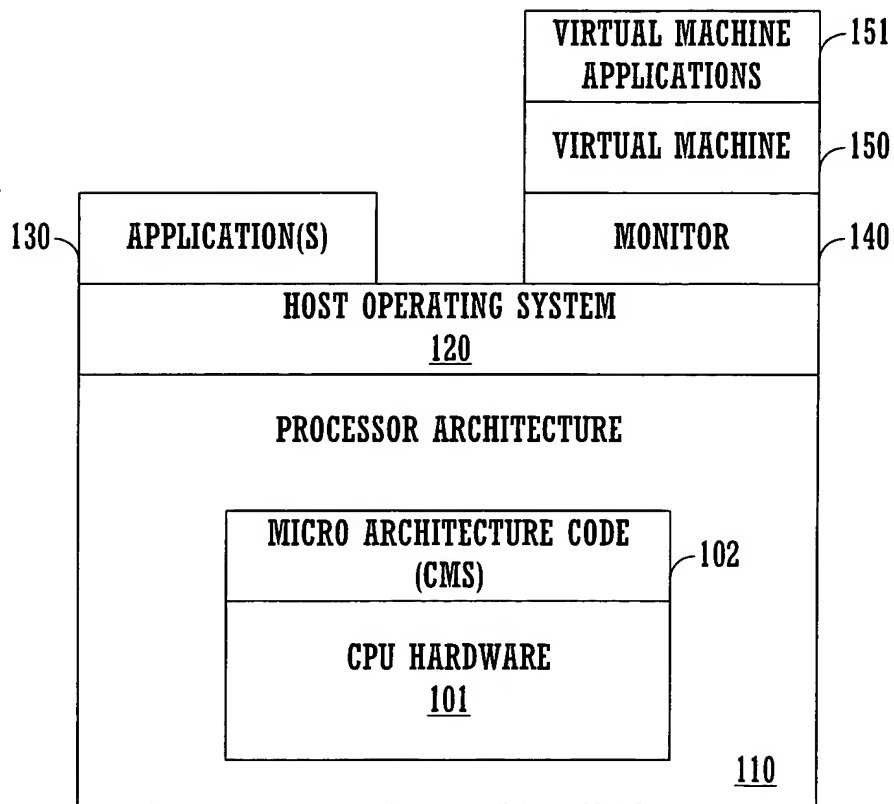 VIRTUAL MACHINE
APPLICATIONS
151
VIRTUAL MACHINE
150
130
APPLICATION(S)
MONITOR
140
HOST OPERATING SYSTEM
120
PROCESSOR ARCHITECTURE
MICRO ARCHITECTURE CODE
(CMS)
102
CPU HARDWARE
101
110